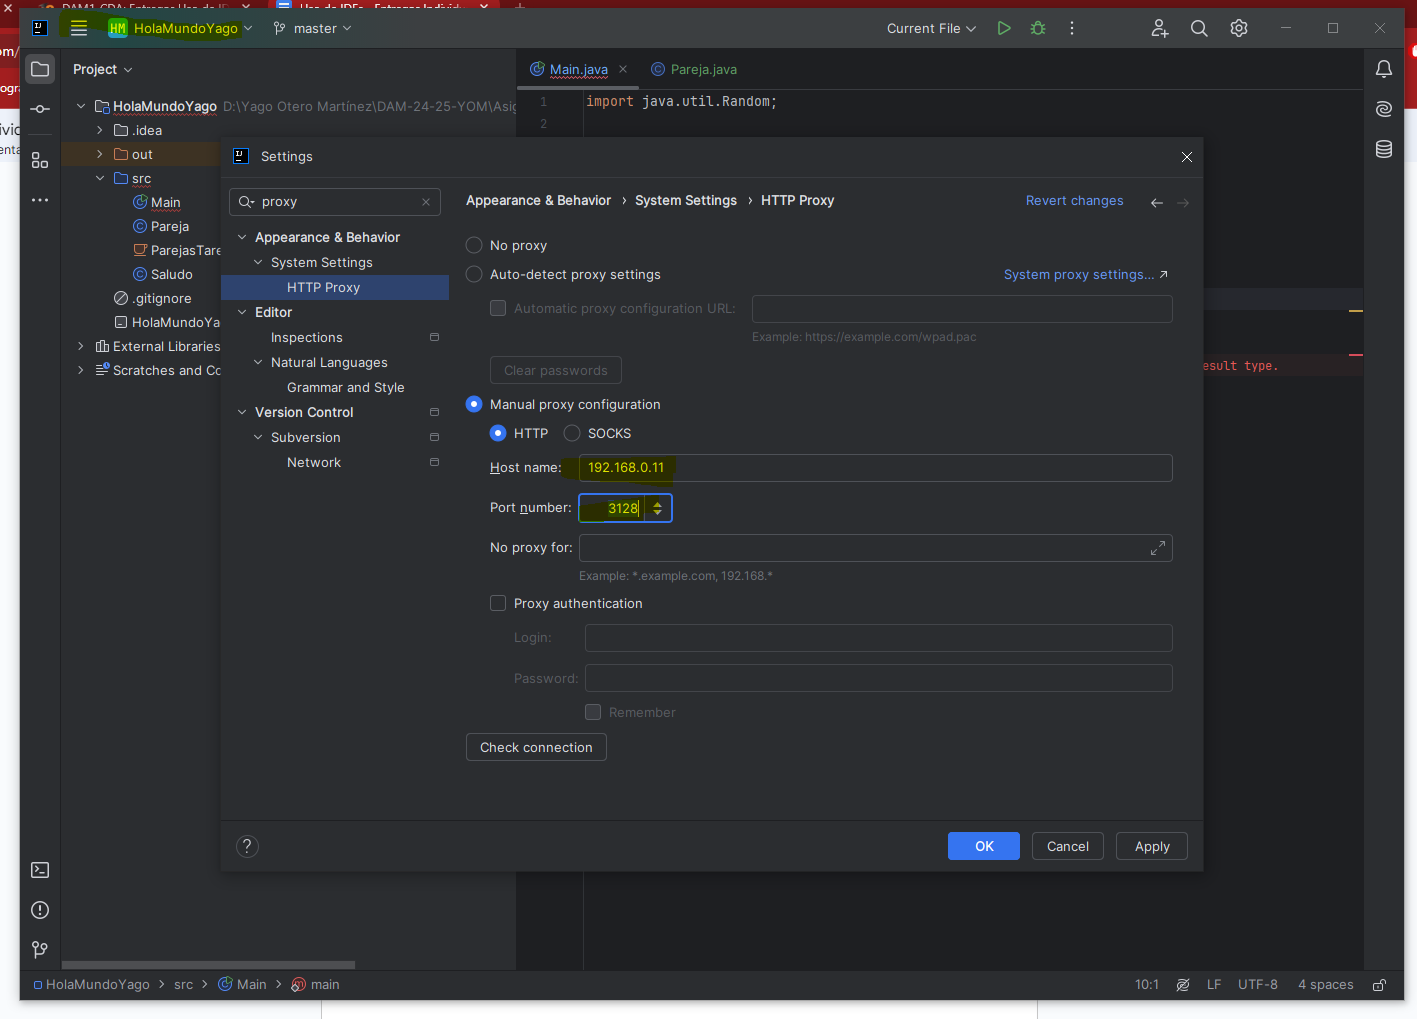 HM HolaMundoYago
master
Current File
Project
Main.java
Pareja.java
HolaMundoYago D:\Yago Otero Martínez\DAM-24-25-YOM\Asig
1 import java.util.Random;
2
.idea
out
src
Main
Pareja
ParejasTare
Saludo
.gitignore
HolaMundoYa
External Libraries
Scratches and Co
esult type.
Settings
proxy
Appearance & Behavior
System Settings
HTTP Proxy
Editor
Inspections
Natural Languages
Grammar and Style
Version Control
Subversion
Network
Appearance & Behavior › System Settings › HTTP Proxy
Revert changes
No proxy
Auto-detect proxy settings
System proxy settings...
Automatic proxy configuration URL:
Example: https://example.com/wpad.pac
Clear passwords
Manual proxy configuration
HTTP
SOCKS
Host name: 192.168.0.11
Port number: 3128
No proxy for:
Example: *.example.com, 192.168.*
Proxy authentication
Login:
Password:
Remember
Check connection
?
OK
Cancel
Apply
HolaMundoYago > src > Main > main
10:1
LF
UTF-8
4 spaces